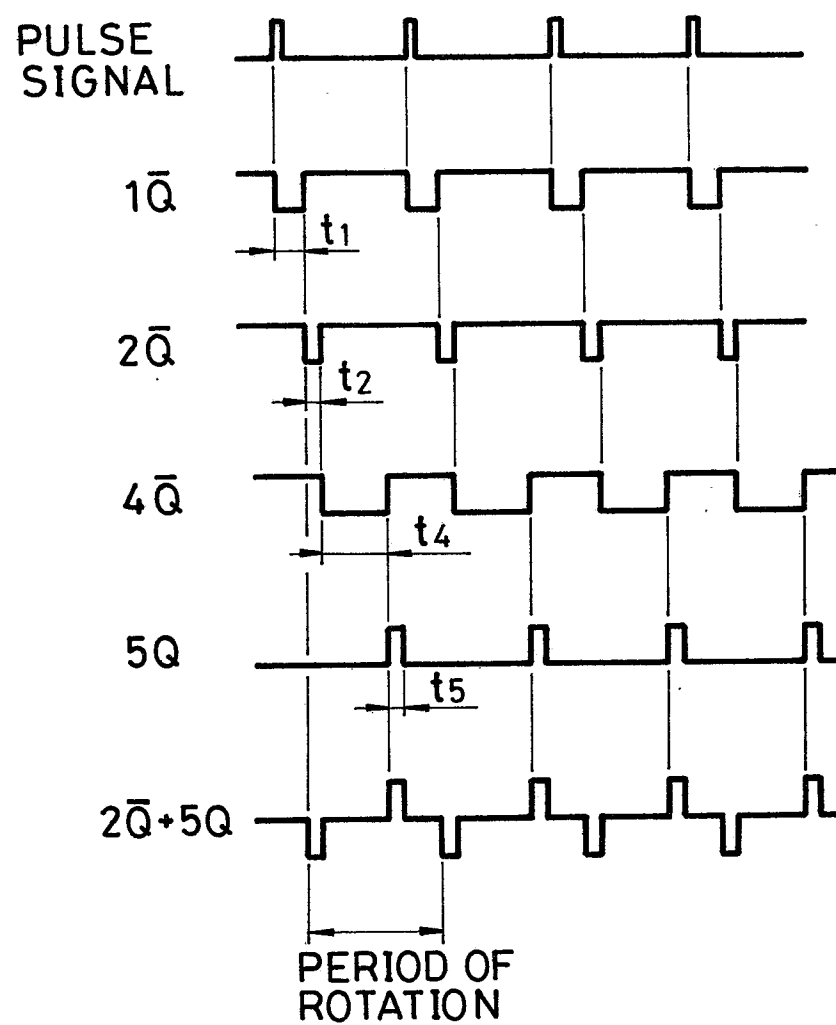 PULSE
SIGNAL
1Q̄
t1
2Q̄
t2
4Q̄
t4
5Q
t5
2Q̄+5Q
PERIOD OF
ROTATION